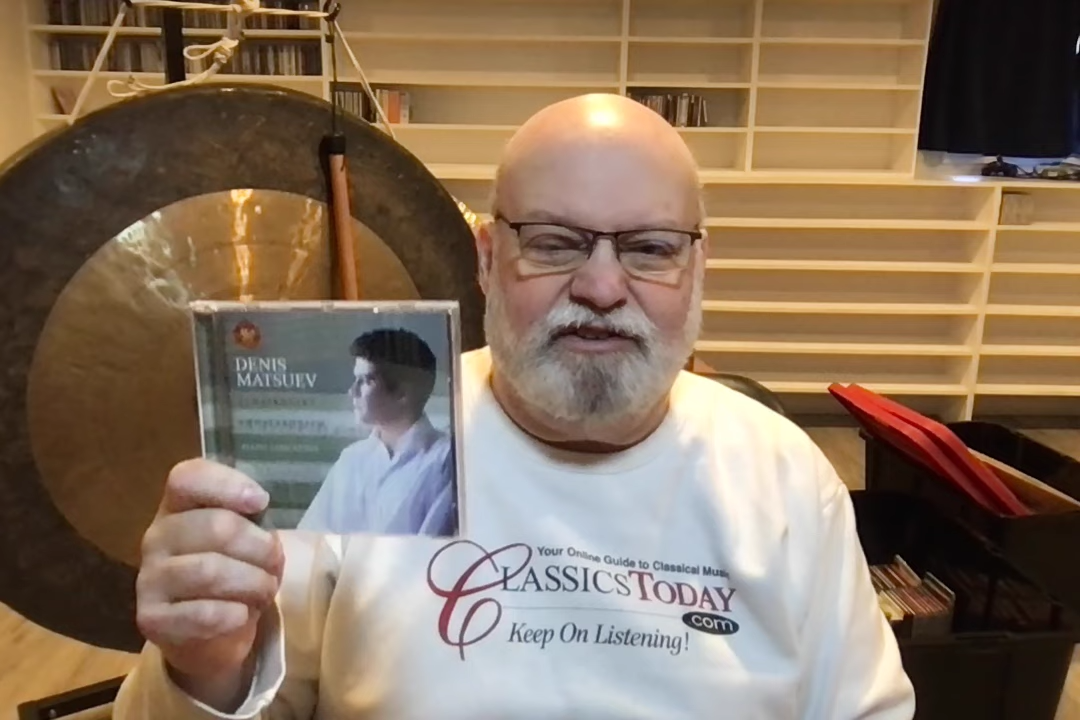 DENIS
MATSUEV
Your Online Guide to Classical Music
CLASSICSTODAY
com
Keep On Listening!